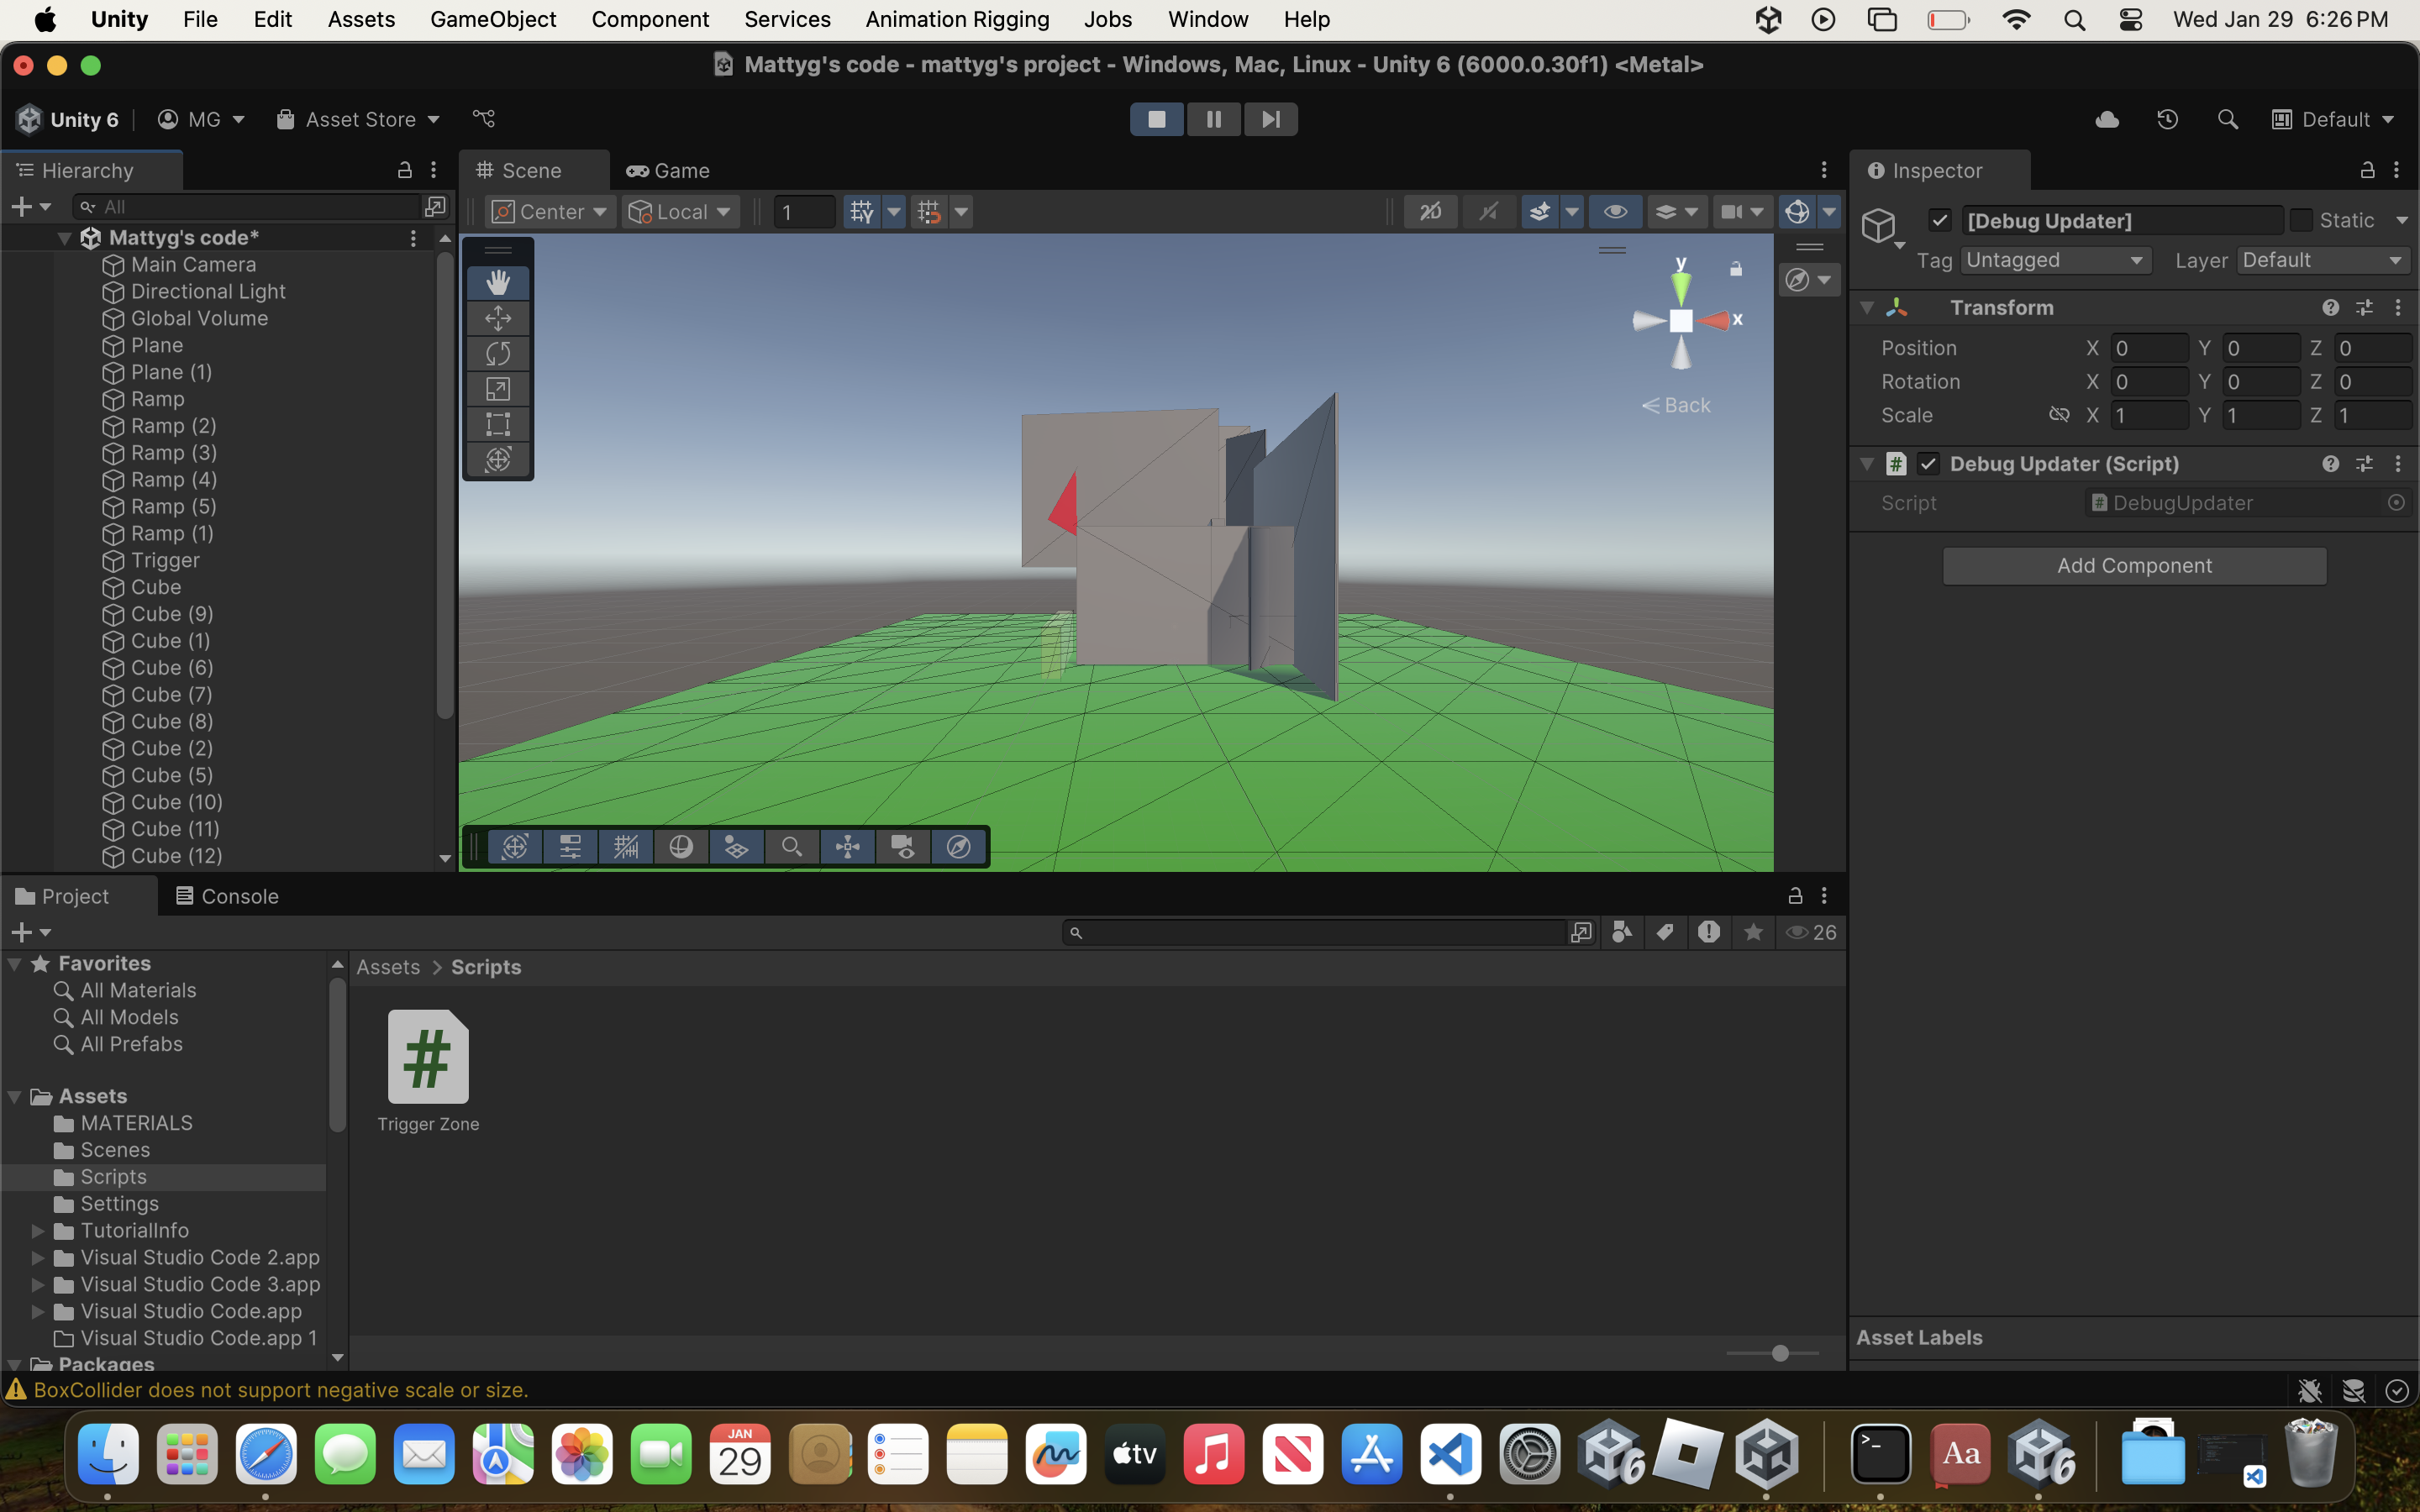 Unity File Edit Assets GameObject Component Services Animation Rigging Jobs Window Help Wed Jan 29 6:26 PM
Mattyg's code - mattyg's project - Windows, Mac, Linux - Unity 6 (6000.0.30f1) <Metal>
Unity 6 MG Asset Store Default
Hierarchy Scene Game Inspector
All Center Local 1 2D [Debug Updater] Static
Tag Untagged Layer Default
Mattyg's code*
Main Camera
Directional Light
Global Volume
Plane
Plane (1)
Ramp
Ramp (2)
Ramp (3)
Ramp (4)
Ramp (5)
Ramp (1)
Trigger
Cube
Cube (9)
Cube (1)
Cube (6)
Cube (7)
Cube (8)
Cube (2)
Cube (5)
Cube (10)
Cube (11)
Cube (12)
y
x
Back
Transform
Position X 0 Y 0 Z 0
Rotation X 0 Y 0 Z 0
Scale X 1 Y 1 Z 1
# Debug Updater (Script)
Script # DebugUpdater
Add Component
Project Console
26
Favorites
All Materials
All Models
All Prefabs
Assets
MATERIALS
Scenes
Scripts
Settings
TutorialInfo
Visual Studio Code 2.app
Visual Studio Code 3.app
Visual Studio Code.app
Visual Studio Code.app 1
Packages
Assets > Scripts
#
Trigger Zone
Asset Labels
BoxCollider does not support negative scale or size.
JAN
29
tv
6
>_
Aa
6